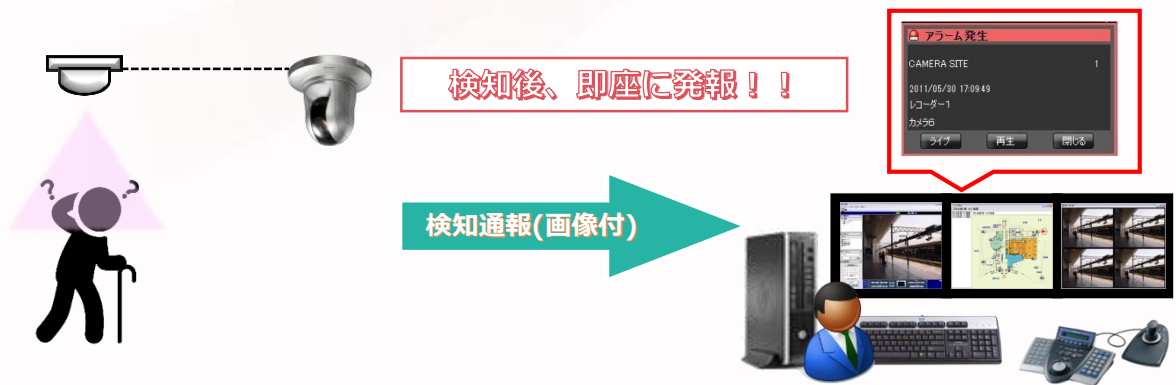 検知後、即座に発報！！
アラーム発生
CAMERA SITE 1
2011/05/30 17:09:49
レコーダー1
カメラ6
ライブ 再生 閉じる
? ?
検知通報(画像付)